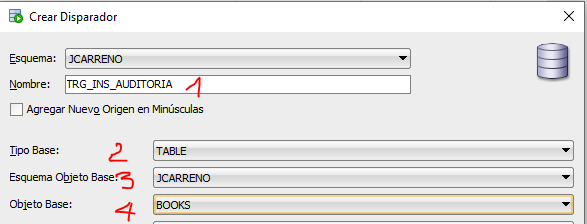 Crear Disparador
Esquema: JCARRENO
Nombre: TRG_INS_AUDITORIA 1
Agregar Nuevo Origen en Minúsculas
Tipo Base: 2 TABLE
Esquema Objeto Base: 3 JCARRENO
Objeto Base: 4 BOOKS